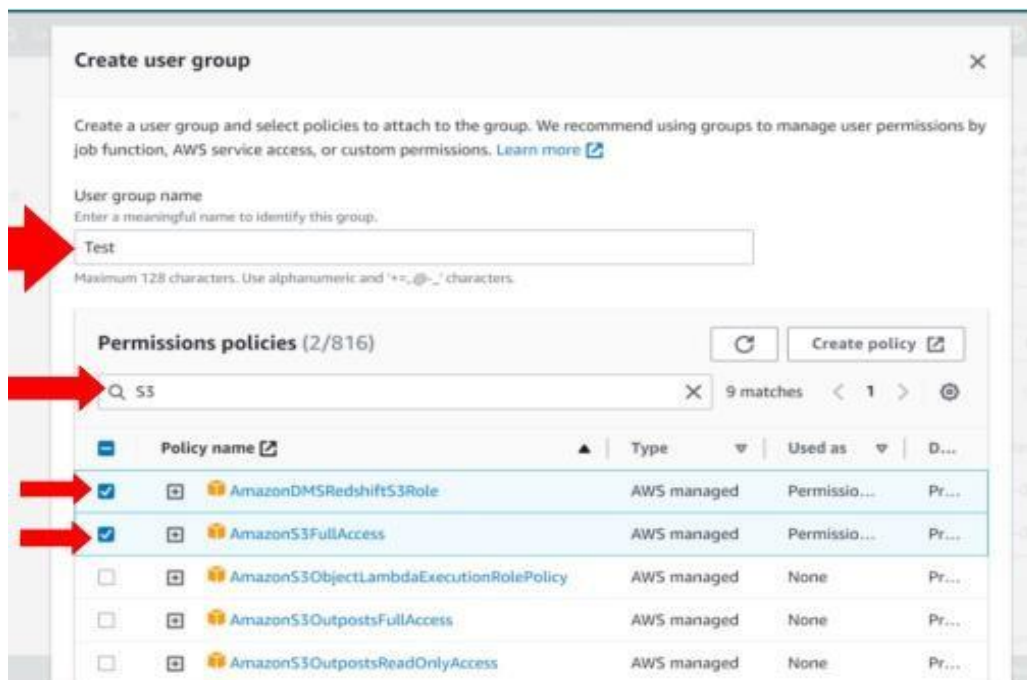 Create user group
Create a user group and select policies to attach to the group. We recommend using groups to manage user permissions by
job function, AWS service access, or custom permissions. Learn more
User group name
Enter a meaningful name to identify this group.
Test
Maximum 128 characters. Use alphanumeric and '+=,.@-_' characters.
Permissions policies (2/816)
Create policy
S3
9 matches
1
Policy name Type Used as D...
AmazonDMSRedshiftS3Role AWS managed Permissio... Pr...
AmazonS3FullAccess AWS managed Permissio... Pr...
AmazonS3ObjectLambdaExecutionRolePolicy AWS managed None Pr...
AmazonS3OutpostsFullAccess AWS managed None Pr...
AmazonS3OutpostsReadOnlyAccess AWS managed None Pr...